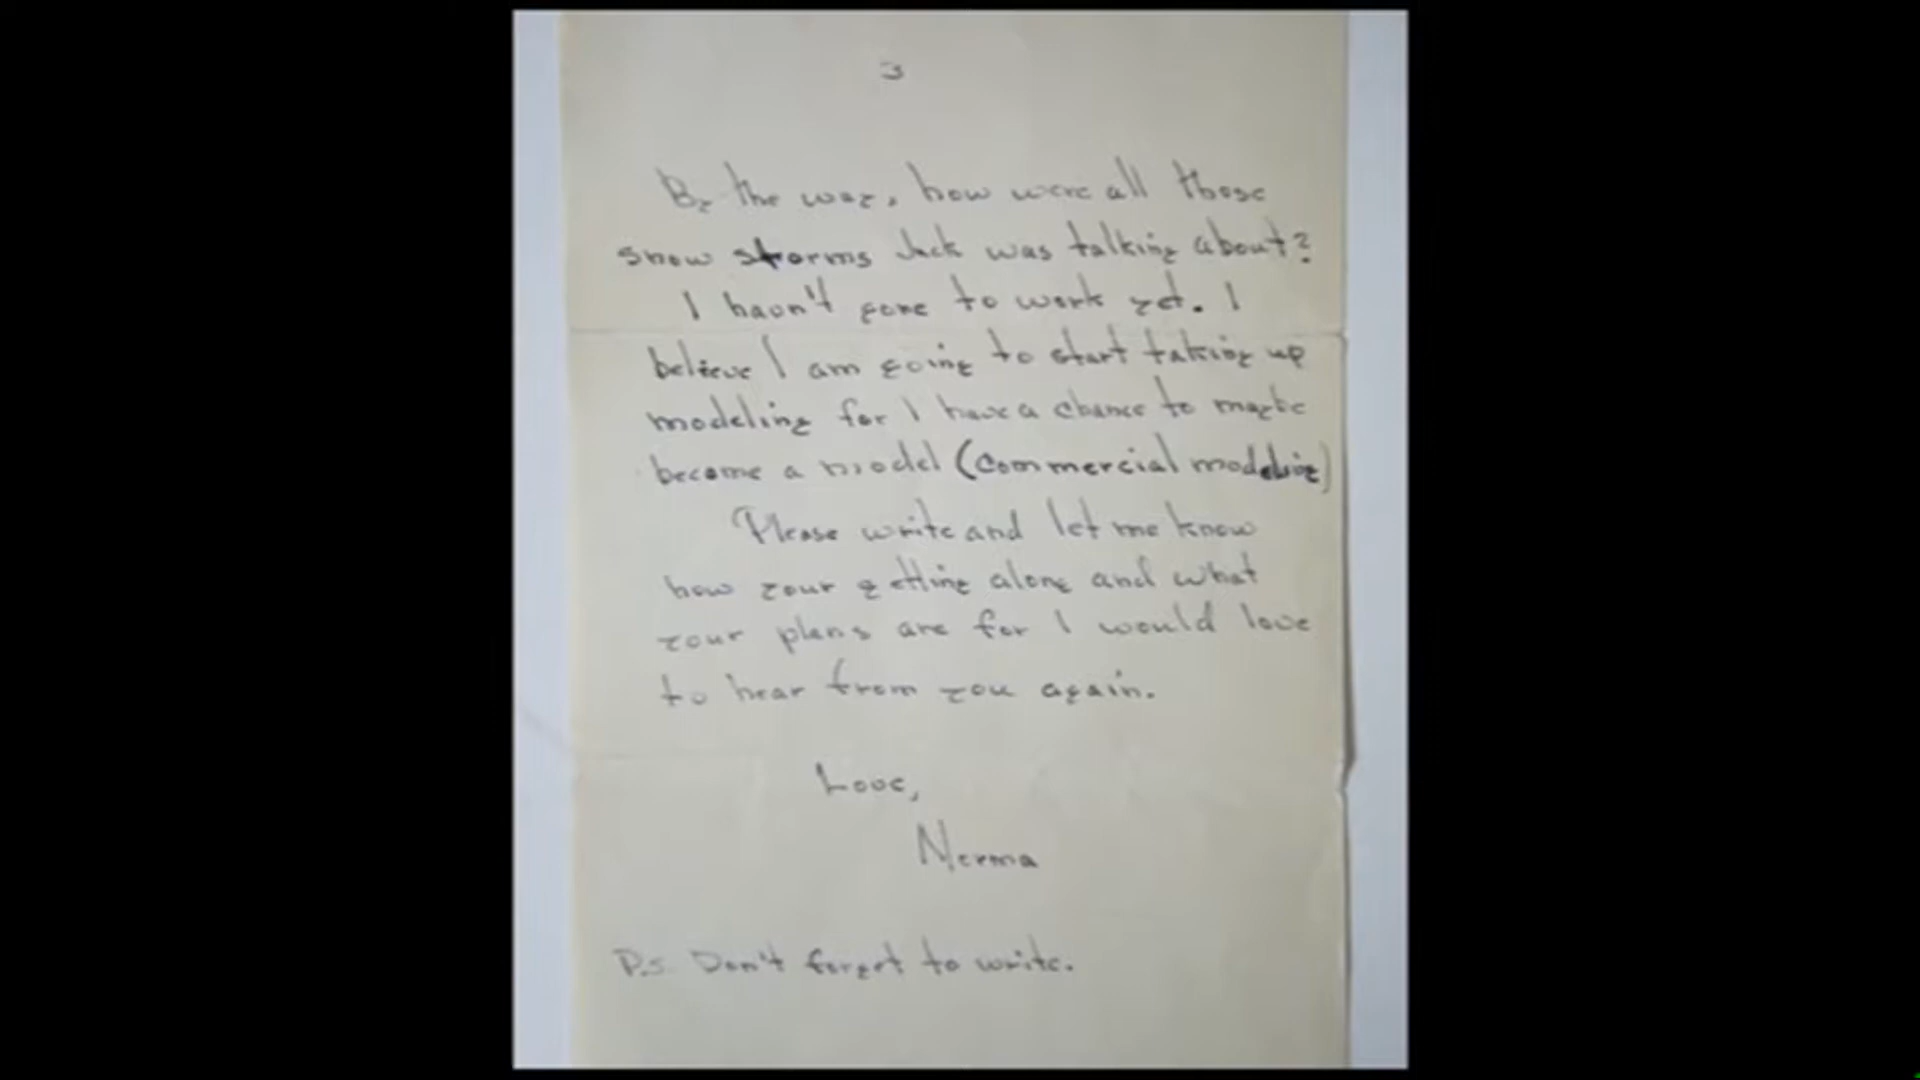 3
By the way, how were all those
snow storms Jack was talking about?
I havn't gone to work yet. I
believe I am going to start taking up
modeling for I have a chance to maybe
become a model (commercial modeling)
Please write and let me know
how your getting along and what
your plans are for I would love
to hear from you again.
Love,
Norma
P.S. Don't forget to write.